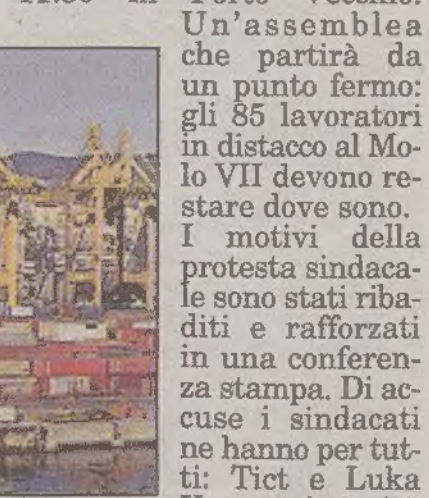 Un'assemblea
che partirà da
un punto fermo:
gli 85 lavoratori
in distacco al Mo-
lo VII devono re-
stare dove sono.
I motivi della
protesta sindaca-
le sono stati riba-
diti e rafforzati
in una conferen-
za stampa. Di ac-
cuse i sindacati
ne hanno per tut-
ti: Tict e Luka